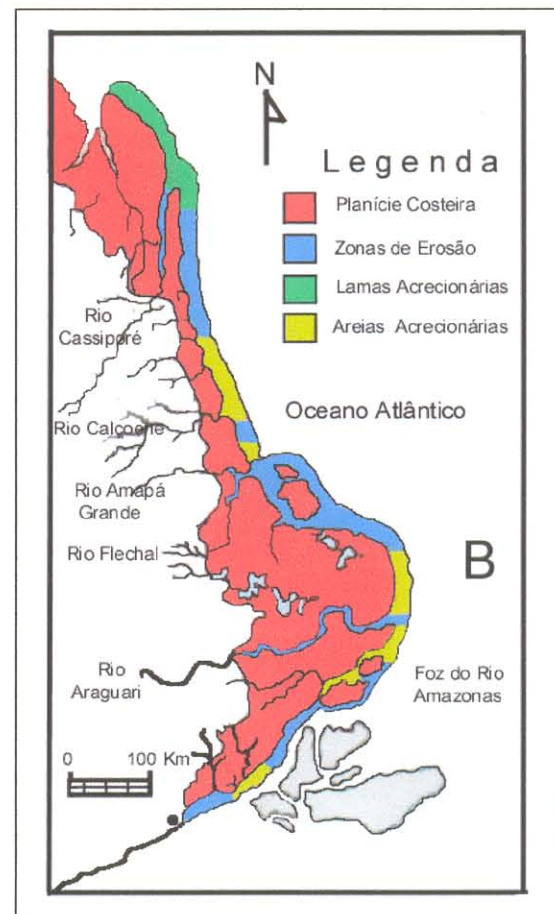 N
Legenda
Planície Costeira
Zonas de Erosão
Lamas Acrecionárias
Areias Acrecionárias
Rio
Cassiporé
Oceano Atlântico
Rio Calçoene
Rio Amapá
Grande
Rio Flechal
B
Rio
Araguari
Foz do Rio
Amazonas
0 100 Km